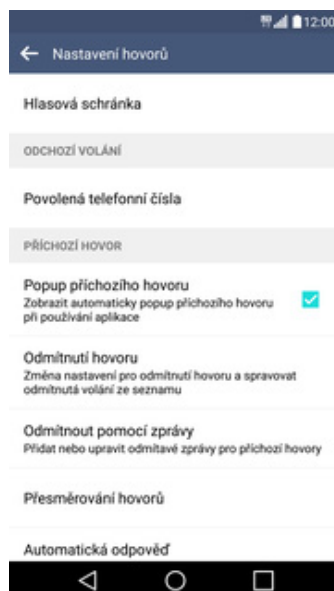 12:00
Nastavení hovorů
Hlasová schránka
ODCHOZÍ VOLÁNÍ
Povolená telefonní čísla
PŘÍCHOZÍ HOVOR
Popup příchozího hovoru
Zobrazit automaticky popup příchozího hovoru
při používání aplikace
Odmítnutí hovoru
Změna nastavení pro odmítnutí hovoru a spravovat
odmítnutá volání ze seznamu
Odmítnout pomocí zprávy
Přidat nebo upravit odmítavé zprávy pro příchozí hovory
Přesměrování hovorů
Automatická odpověď